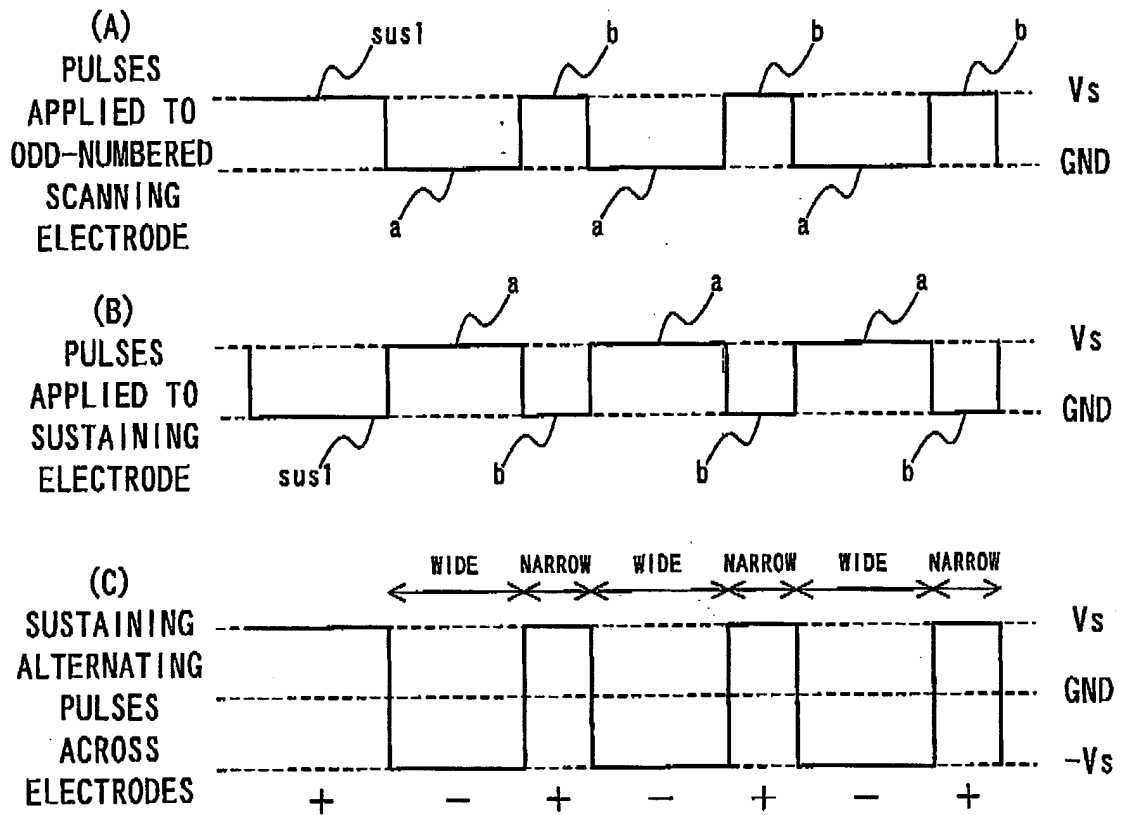 (A)
PULSES
APPLIED TO
ODD-NUMBERED
SCANNING
ELECTRODE
sus1
b
b
b
Vs
GND
a
a
a
(B)
PULSES
APPLIED TO
SUSTAINING
ELECTRODE
a
a
a
Vs
GND
sus1
b
b
b
(C)
SUSTAINING
ALTERNATING
PULSES
ACROSS
ELECTRODES
WIDE NARROW WIDE NARROW WIDE NARROW
Vs
GND
-Vs
+ - + - + - +